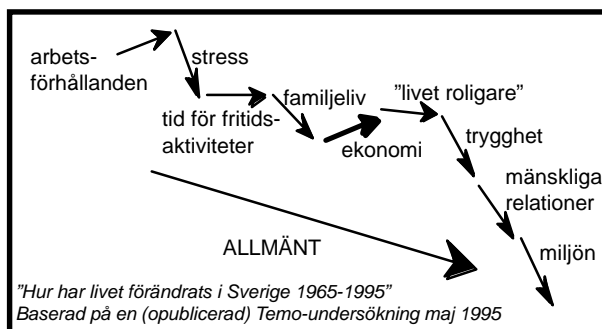 arbets-
förhållanden
stress
tid för fritids-
aktiviteter
familjeliv
ekonomi
”livet roligare”
trygghet
mänskliga
relationer
miljön
ALLMÄNT
”Hur har livet förändrats i Sverige 1965-1995”
Baserad på en (opublicerad) Temo-undersökning maj 1995